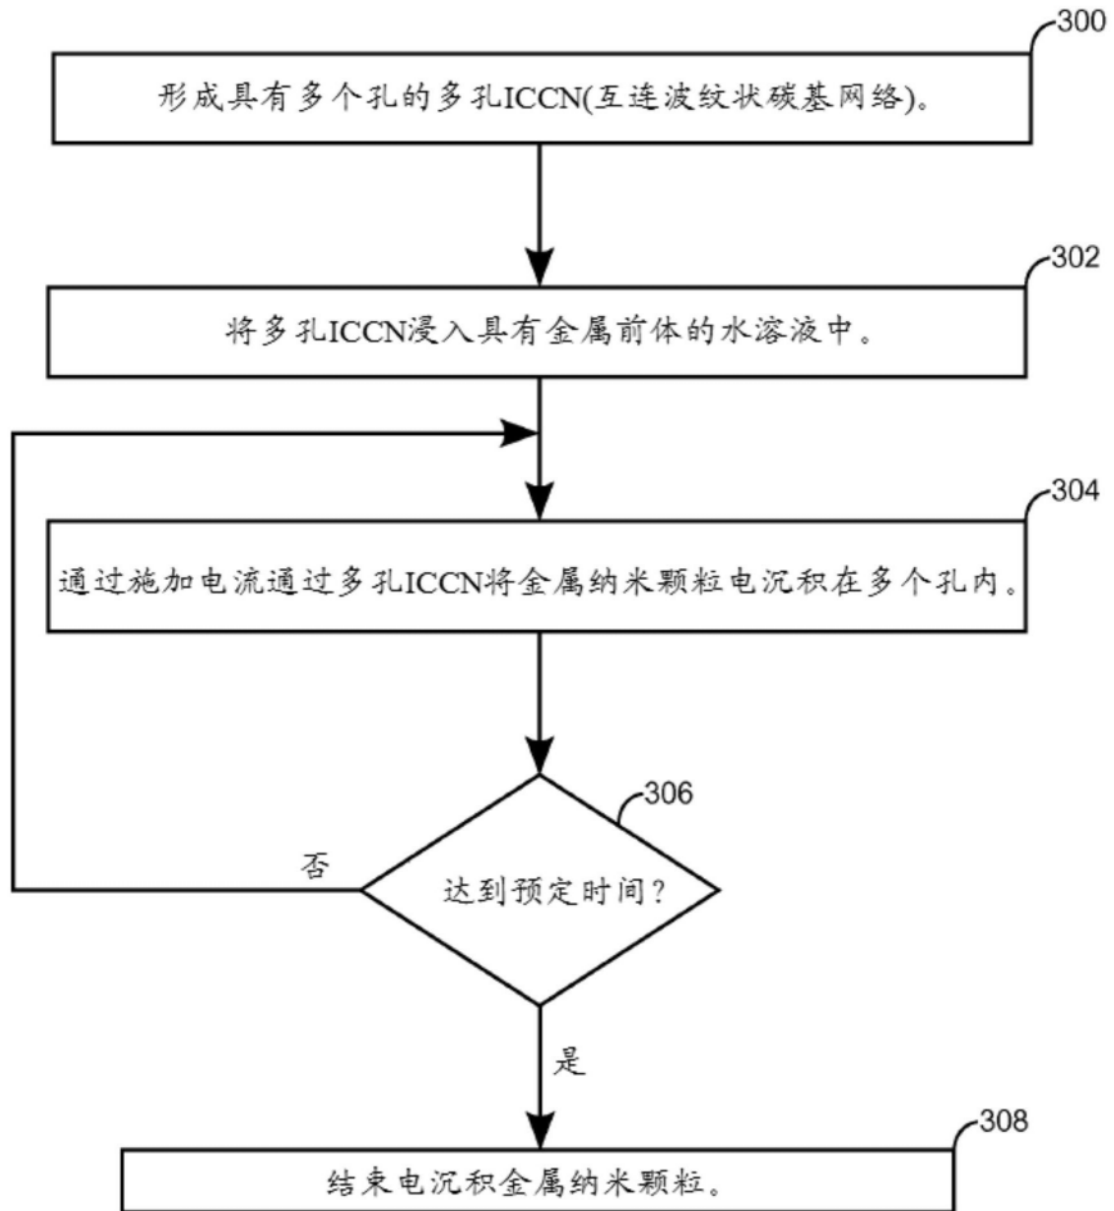 300
形成具有多个孔的多孔ICCN(互连波纹状碳基网络)。
302
将多孔ICCN浸入具有金属前体的水溶液中。
304
通过施加电流通过多孔ICCN将金属纳米颗粒电沉积在多个孔内。
306
否
达到预定时间?
是
308
结束电沉积金属纳米颗粒。